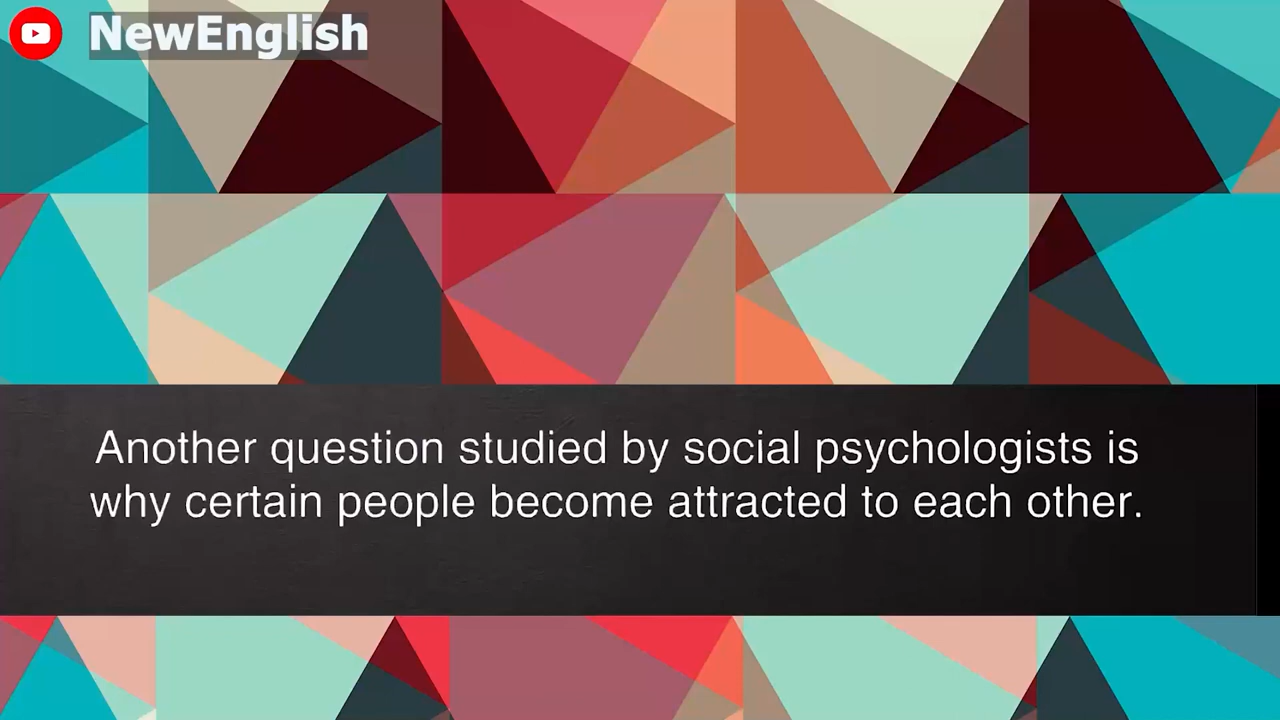 NewEnglish
Another question studied by social psychologists is
why certain people become attracted to each other.